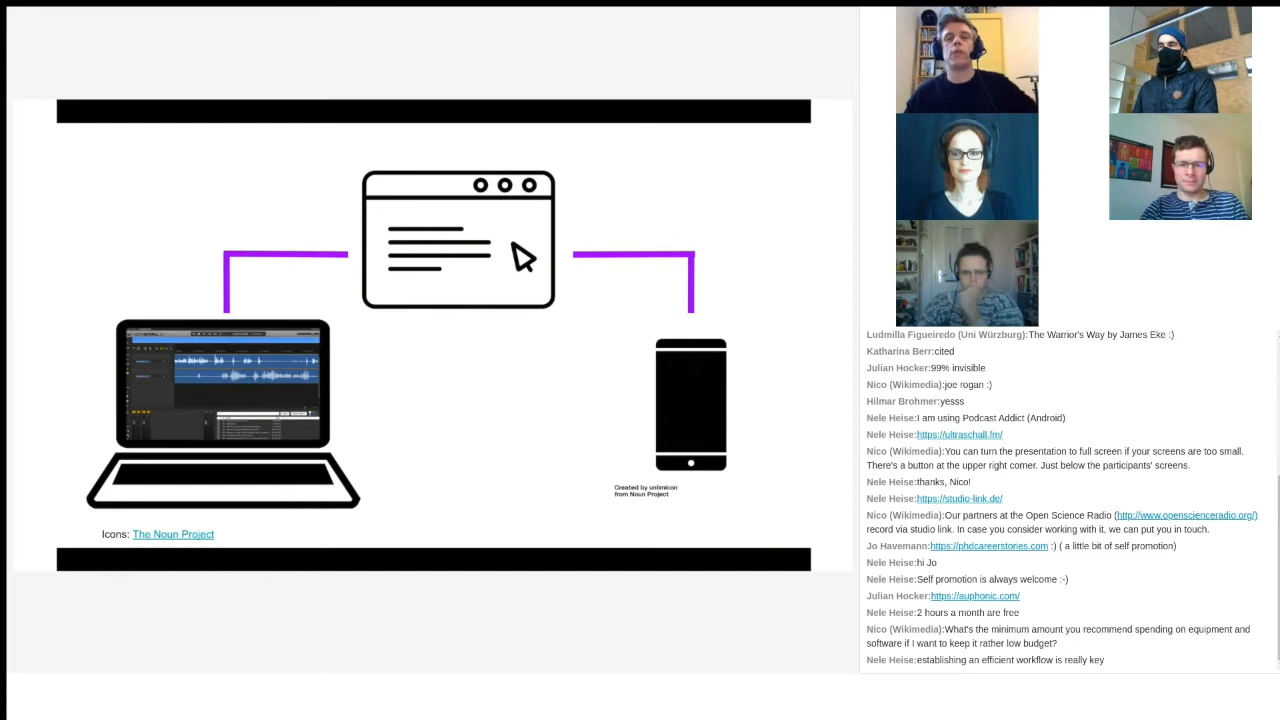 Created by unlimicon
from Noun Project
Icons: The Noun Project
Ludmilla Figueiredo (Uni Würzburg):The Warrior's Way by James Eke :)
Katharina Berr:cited
Julian Hocker:99% invisible
Nico (Wikimedia):joe rogan :)
Hilmar Brohmer:yesss
Nele Heise:I am using Podcast Addict (Android)
Nele Heise:https://ultraschall.fm/
Nico (Wikimedia):You can turn the presentation to full screen if your screens are too small.
There's a button at the upper right corner. Just below the participants' screens.
Nele Heise:thanks, Nico!
Nele Heise:https://studio-link.de/
Nico (Wikimedia):Our partners at the Open Science Radio (http://www.openscienceradio.org/)
record via studio link. In case you consider working with it, we can put you in touch.
Jo Havemann:https://phdcareerstories.com :) ( a little bit of self promotion)
Nele Heise:hi Jo
Nele Heise:Self promotion is always welcome :-)
Julian Hocker:https://auphonic.com/
Nele Heise:2 hours a month are free
Nico (Wikimedia):What's the minimum amount you recommend spending on equipment and
software if I want to keep it rather low budget?
Nele Heise:establishing an efficient workflow is really key